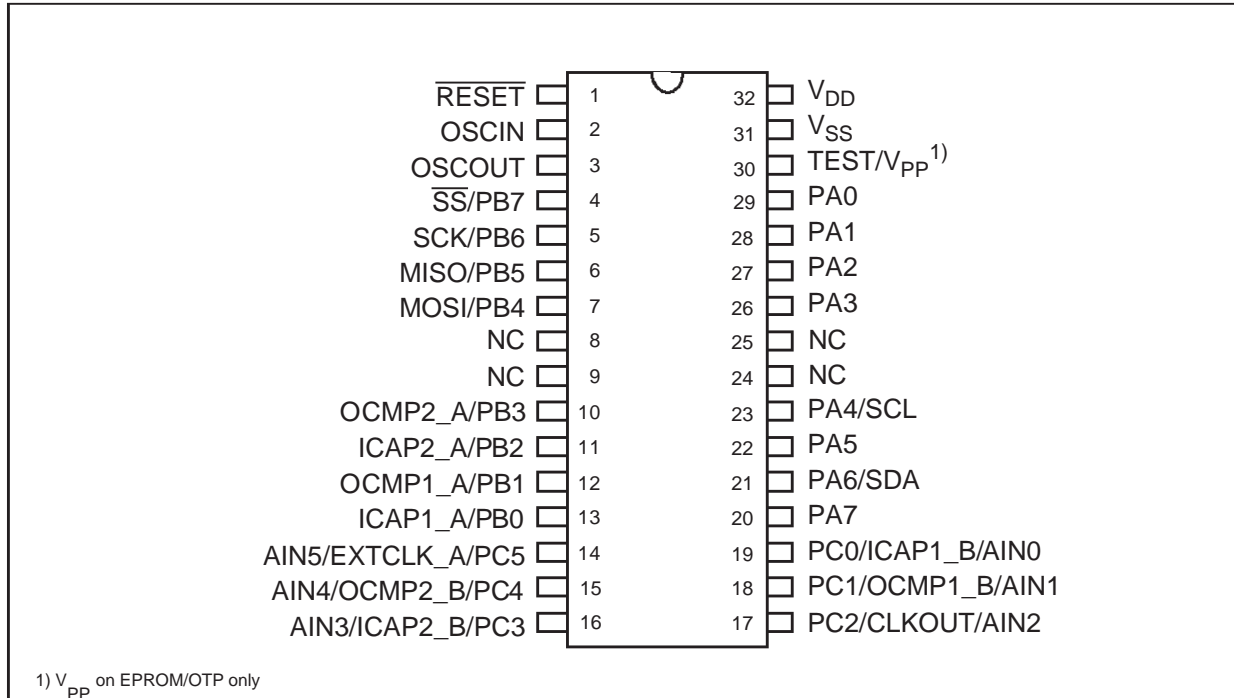 RESET 1 32 VDD
OSCIN 2 31 VSS
OSCOUT 3 30 TEST/VPP1)
SS/PB7 4 29 PA0
SCK/PB6 5 28 PA1
MISO/PB5 6 27 PA2
MOSI/PB4 7 26 PA3
NC 8 25 NC
NC 9 24 NC
OCMP2_A/PB3 10 23 PA4/SCL
ICAP2_A/PB2 11 22 PA5
OCMP1_A/PB1 12 21 PA6/SDA
ICAP1_A/PB0 13 20 PA7
AIN5/EXTCLK_A/PC5 14 19 PC0/ICAP1_B/AIN0
AIN4/OCMP2_B/PC4 15 18 PC1/OCMP1_B/AIN1
AIN3/ICAP2_B/PC3 16 17 PC2/CLKOUT/AIN2
1) VPP on EPROM/OTP only